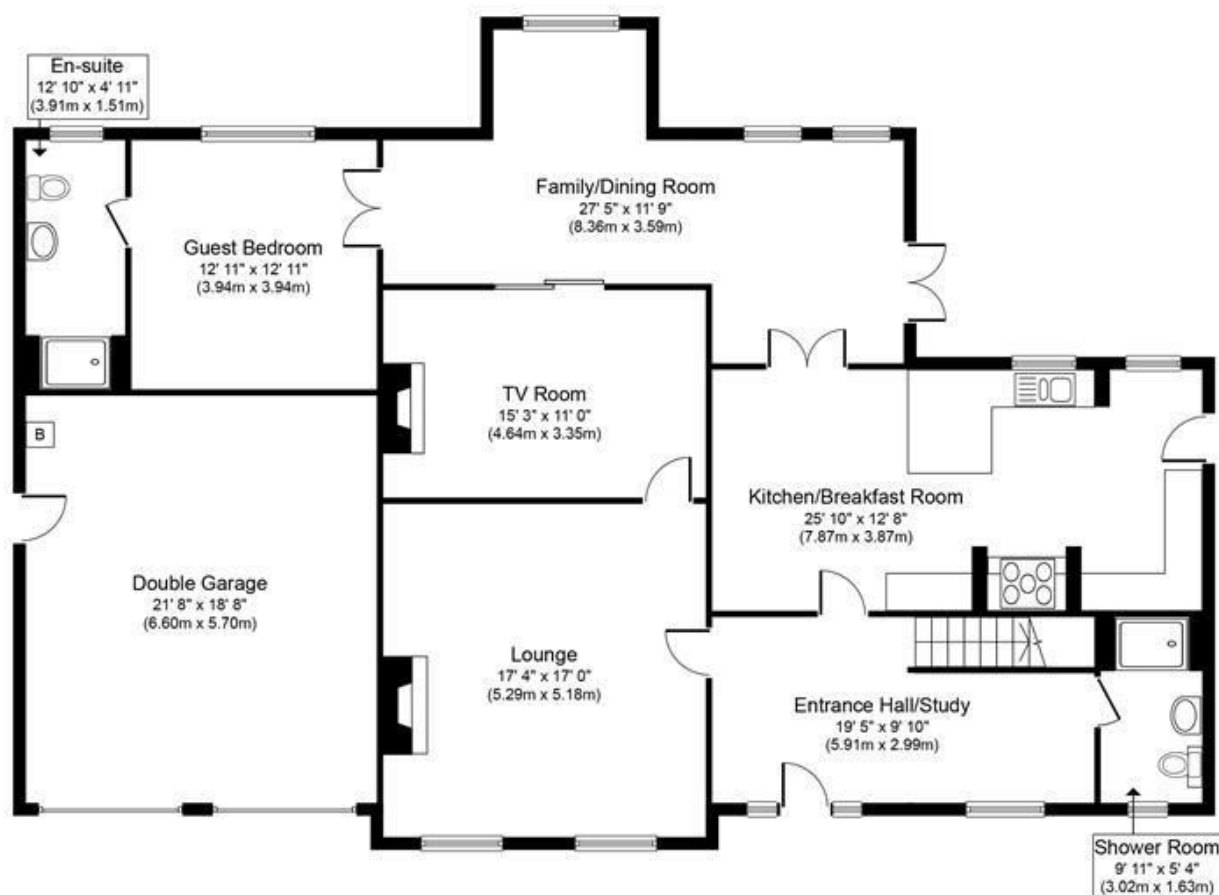 En-suite
12' 10" x 4' 11"
(3.91m x 1.51m)
Family/Dining Room
27' 5" x 11' 9"
(8.36m x 3.59m)
Guest Bedroom
12' 11" x 12' 11"
(3.94m x 3.94m)
TV Room
15' 3" x 11' 0"
(4.64m x 3.35m)
B
Kitchen/Breakfast Room
25' 10" x 12' 8"
(7.87m x 3.87m)
Double Garage
21' 8" x 18' 8"
(6.60m x 5.70m)
Lounge
17' 4" x 17' 0"
(5.29m x 5.18m)
Entrance Hall/Study
19' 5" x 9' 10"
(5.91m x 2.99m)
Shower Room
9' 11" x 5' 4"
(3.02m x 1.63m)